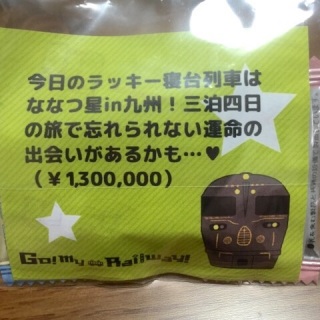 今日のラッキー寝台列車は
ななつ星in九州！三泊四日
の旅で忘れられない運命の
出会いがあるかも…♥
（￥1,300,000）
Go!my Railway!